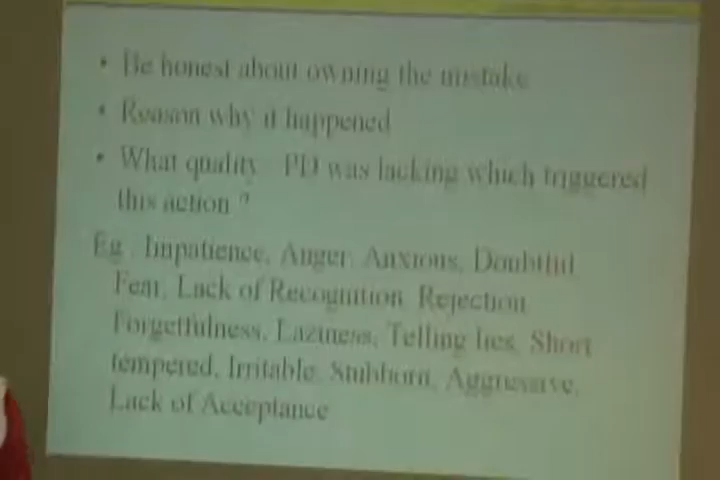 • Be honest about owning the mistake
• Reason why it happened
• What quality / PD was lacking which triggered
this action ?
Eg : Impatience, Anger, Anxious, Doubtful
Fear, Lack of Recognition, Rejection
Forgetfulness, Laziness, Telling lies, Short
tempered, Irritable, Stubborn, Aggressive,
Lack of Acceptance